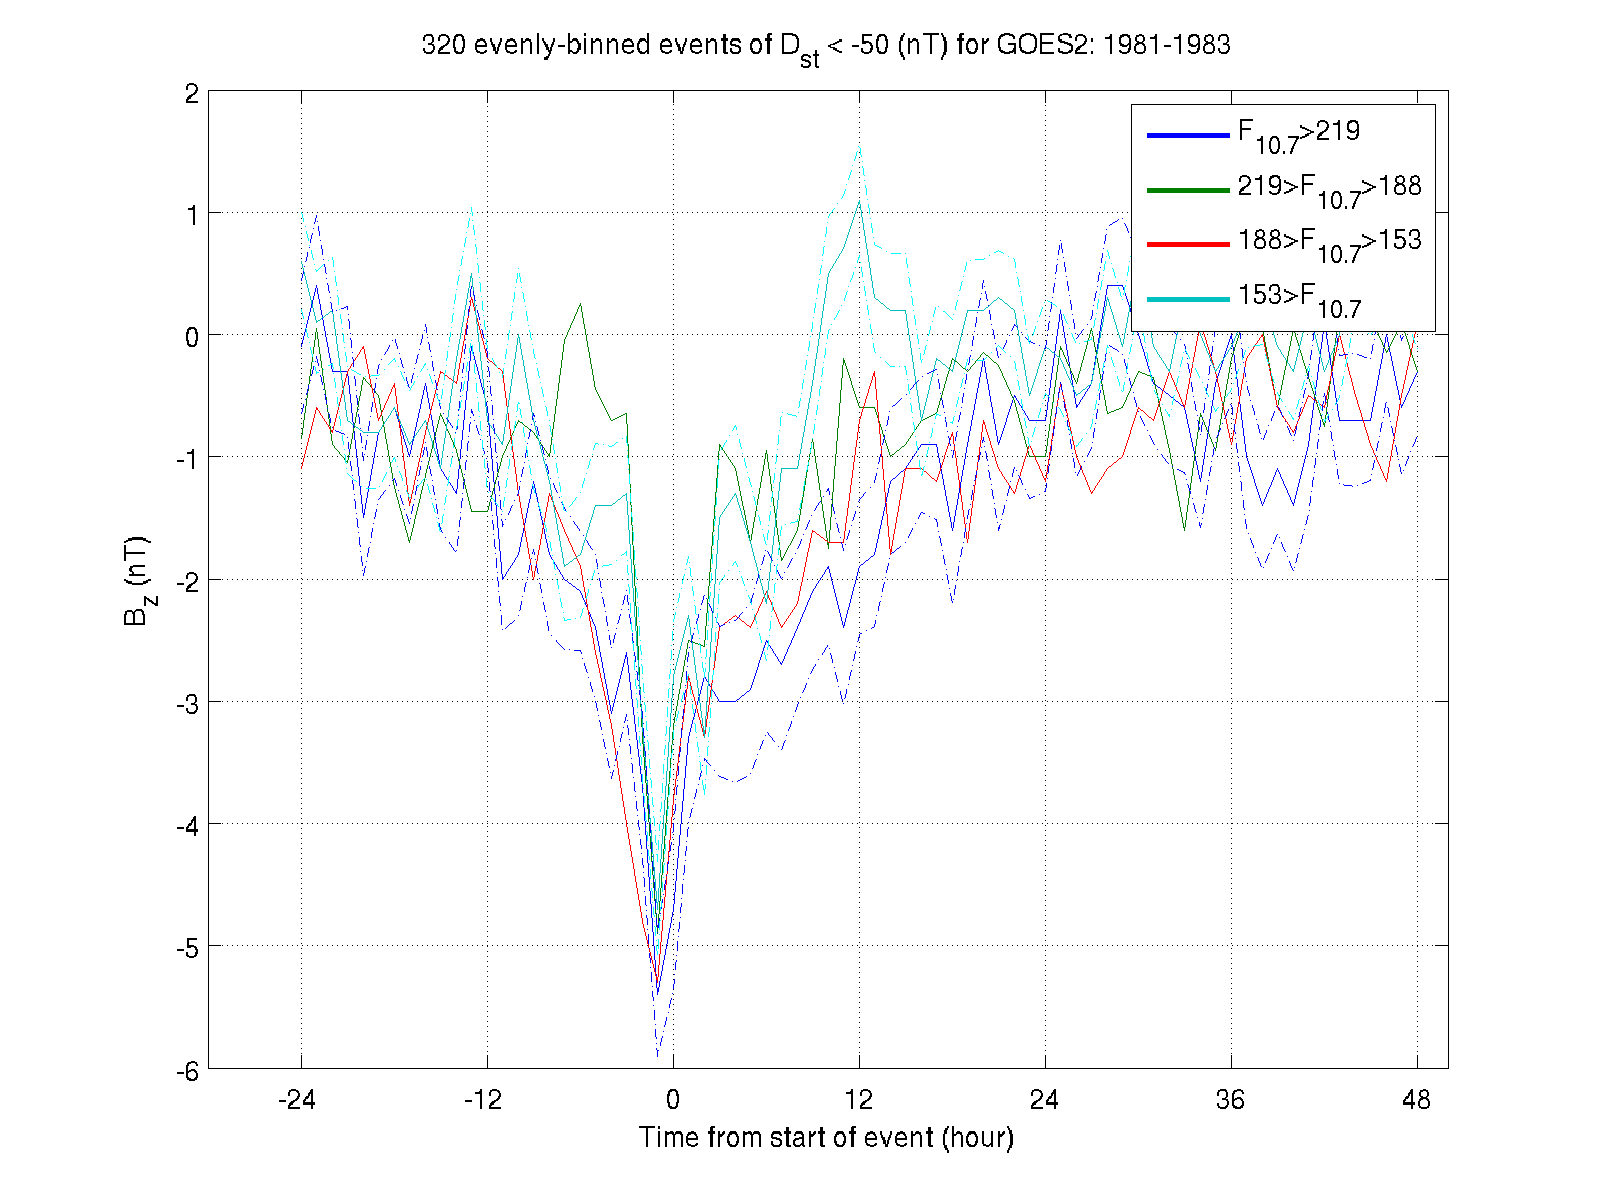 320 evenly-binned events of D_st < -50 (nT) for GOES2: 1981-1983
F_10.7>219
219>F_10.7>188
188>F_10.7>153
153>F_10.7
2
1
0
-1
-2
-3
-4
-5
-6
B_z (nT)
-24 -12 0 12 24 36 48
Time from start of event (hour)